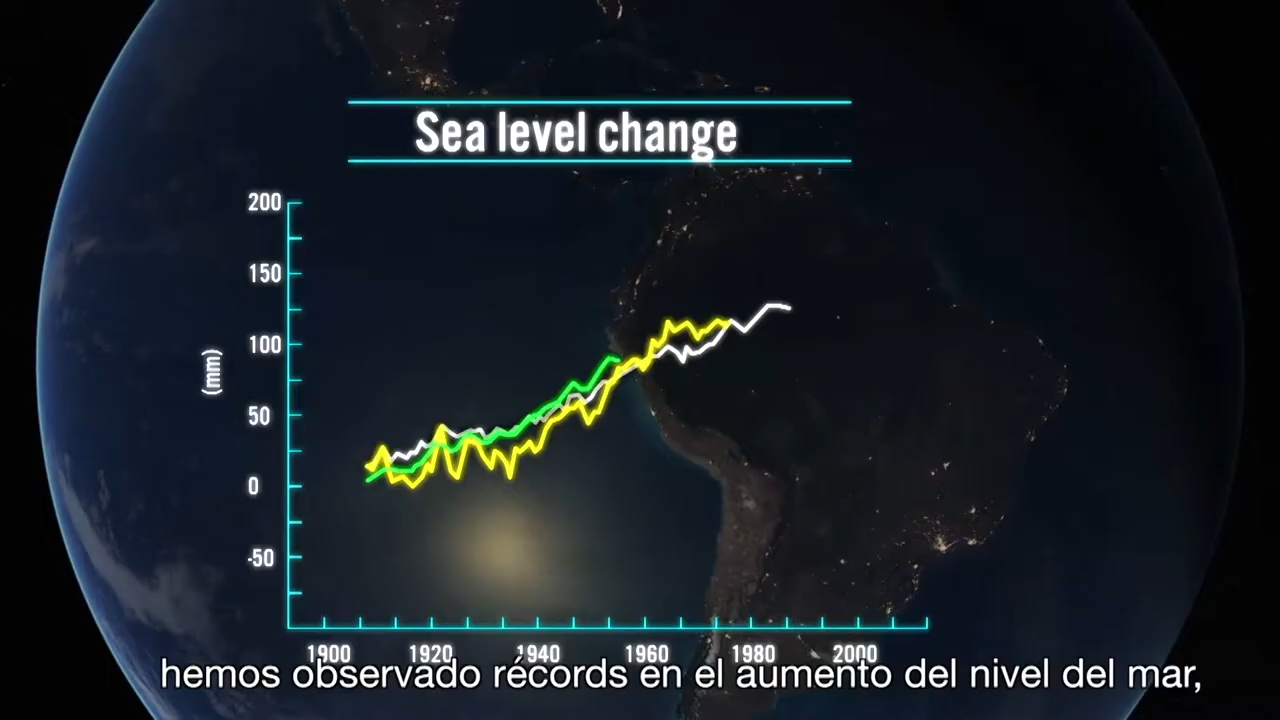 Sea level change
200
150
100
50
0
-50
(mm)
1900 1920 1940 1960 1980 2000
hemos observado récords en el aumento del nivel del mar,